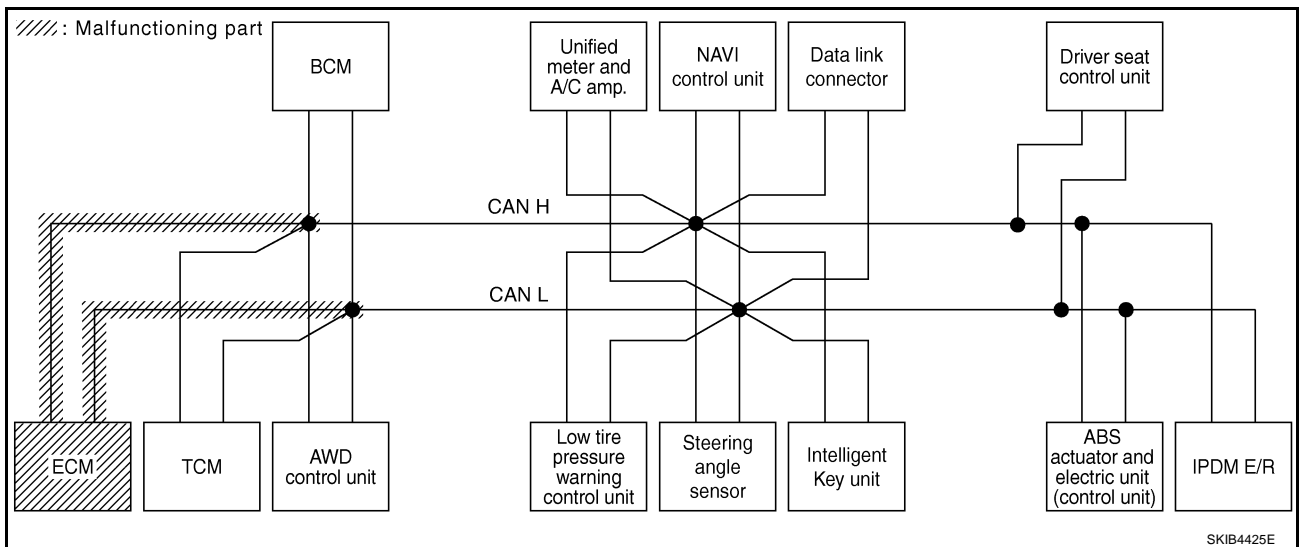 : Malfunctioning part
BCM
Unified
meter and
A/C amp.
NAVI
control unit
Data link
connector
Driver seat
control unit
CAN H
CAN L
ECM
TCM
AWD
control unit
Low tire
pressure
warning
control unit
Steering
angle
sensor
Intelligent
Key unit
ABS
actuator and
electric unit
(control unit)
IPDM E/R
SKIB4425E